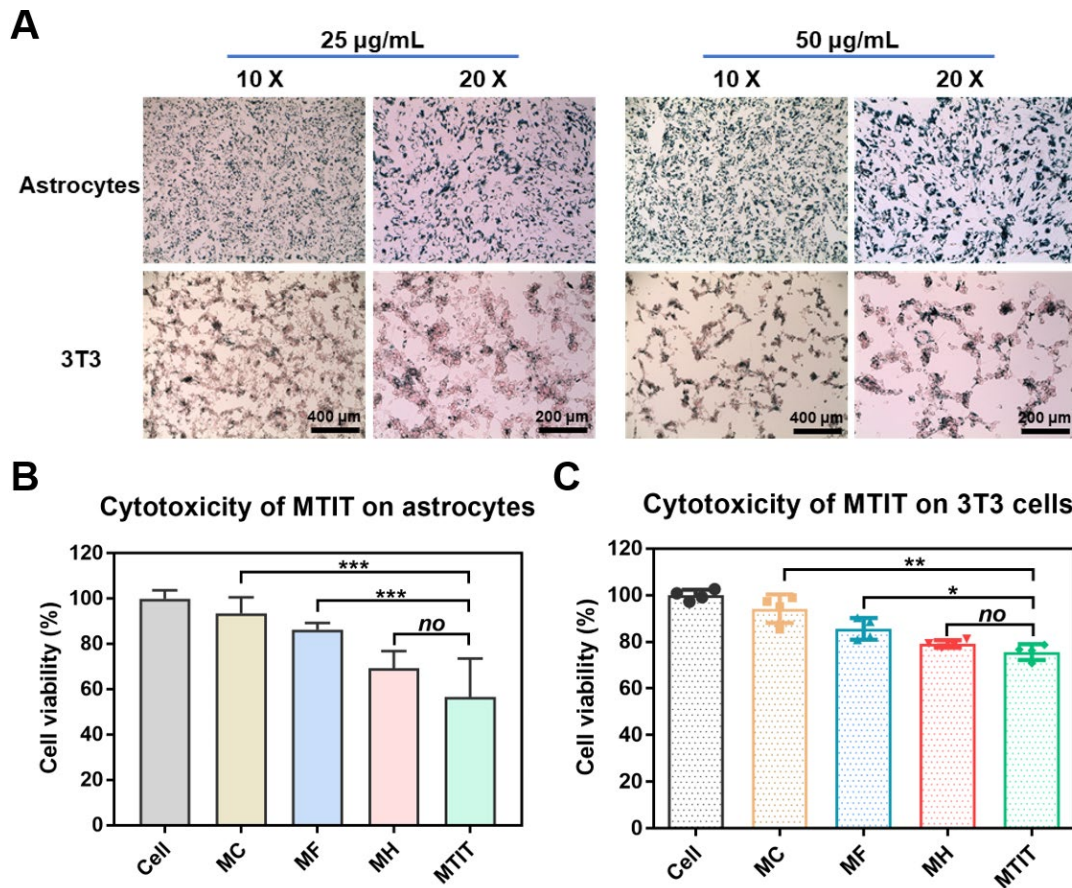 A
25 µg/mL 50 µg/mL
10 X 20 X 10 X 20 X
Astrocytes
3T3
400 µm 200 µm 400 µm 200 µm
B
Cytotoxicity of MTIT on astrocytes
Cell viability (%)
120
100
80
60
40
20
0
***
***
no
Cell MC MF MH MTIT
C
Cytotoxicity of MTIT on 3T3 cells
Cell viability (%)
120
100
80
60
40
20
0
**
*
no
Cell MC MF MH MTIT